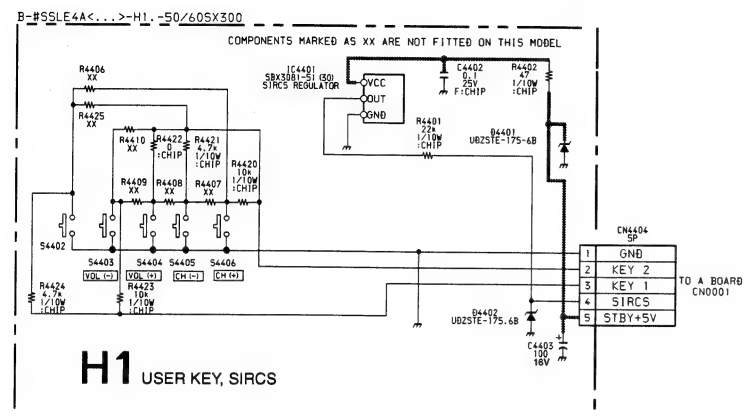 B-#SSLE4A<...>-H1.-50/60SX300
COMPONENTS MARKED AS XX ARE NOT FITTED ON THIS MODEL
R4406
XX
R4425
XX
R4410
XX
R4422
0
:CHIP
R4421
4.7k
1/10W
:CHIP
R4420
10k
1/10W
:CHIP
R4409
XX
R4408
XX
R4407
XX
IC4401
SBX3081-51(30)
SIRCS REGULATOR
VCC
OUT
GND
C4402
0.1
25V
F:CHIP
R4402
47
1/10W
:CHIP
R4401
22k
1/10W
:CHIP
D4401
UDZSTE-175-6B
S4402
S4403
VOL (-)
S4404
VOL (+)
S4405
CH (-)
S4406
CH (+)
R4424
4.7k
1/10W
:CHIP
R4423
10k
1/10W
:CHIP
D4402
UDZSTE-175.6B
C4403
100
16V
+
CN4404
5P
1 GND
2 KEY 2
3 KEY 1
4 SIRCS
5 STBY+5V
TO A BOARD
CN0001
H1 USER KEY, SIRCS